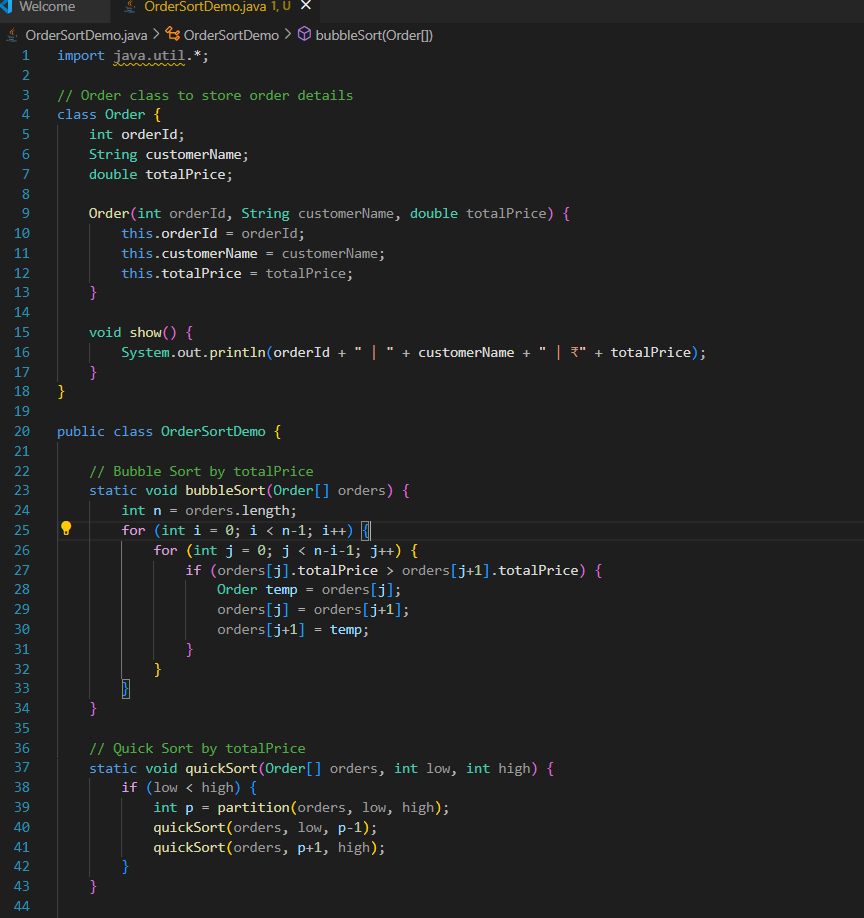 Welcome
OrderSortDemo.java 1, U
OrderSortDemo.java > OrderSortDemo > bubbleSort(Order[])
1 import java.util.*;
2
3 // Order class to store order details
4 class Order {
5     int orderId;
6     String customerName;
7     double totalPrice;
8
9     Order(int orderId, String customerName, double totalPrice) {
10         this.orderId = orderId;
11         this.customerName = customerName;
12         this.totalPrice = totalPrice;
13     }
14
15     void show() {
16         System.out.println(orderId + " | " + customerName + " | ₹" + totalPrice);
17     }
18 }
19
20 public class OrderSortDemo {
21
22     // Bubble Sort by totalPrice
23     static void bubbleSort(Order[] orders) {
24         int n = orders.length;
25         for (int i = 0; i < n-1; i++) {
26             for (int j = 0; j < n-i-1; j++) {
27                 if (orders[j].totalPrice > orders[j+1].totalPrice) {
28                     Order temp = orders[j];
29                     orders[j] = orders[j+1];
30                     orders[j+1] = temp;
31                 }
32             }
33         }
34     }
35
36     // Quick Sort by totalPrice
37     static void quickSort(Order[] orders, int low, int high) {
38         if (low < high) {
39             int p = partition(orders, low, high);
40             quickSort(orders, low, p-1);
41             quickSort(orders, p+1, high);
42         }
43     }
44